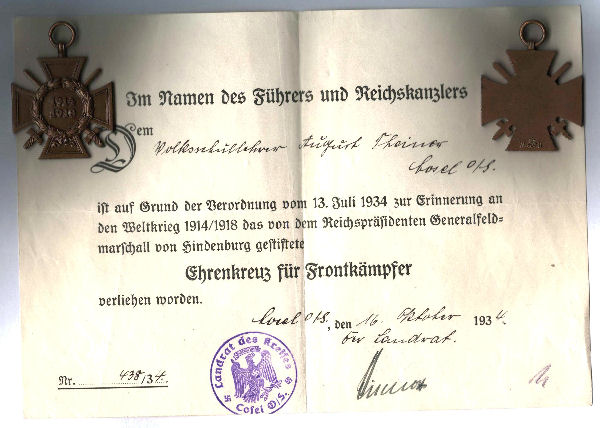 Im Namen des Führers und Reichskanzlers
Dem
Volksschullehrer August Theiner
Cosel O/S.
ist auf Grund der Verordnung vom 13. Juli 1934 zur Erinnerung an
den Weltkrieg 1914/1918 das von dem Reichspräsidenten Generalfeld-
marschall von Hindenburg gestiftete
Ehrenkreuz für Frontkämpfer
verliehen worden.
Cosel O/S., den 16. Oktober 1934.
Der Landrat.
Nr. 438/34.
Landrat des Kreises
Cosel O/S.
1914
1918